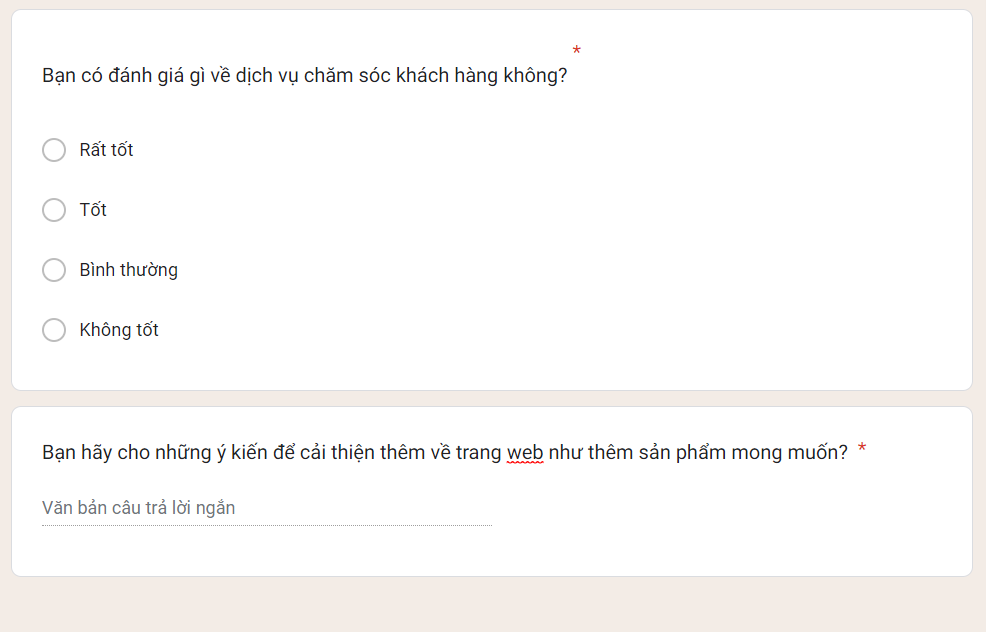 *
Bạn có đánh giá gì về dịch vụ chăm sóc khách hàng không?
Rất tốt
Tốt
Bình thường
Không tốt
Bạn hãy cho những ý kiến để cải thiện thêm về trang web như thêm sản phẩm mong muốn? *
Văn bản câu trả lời ngắn